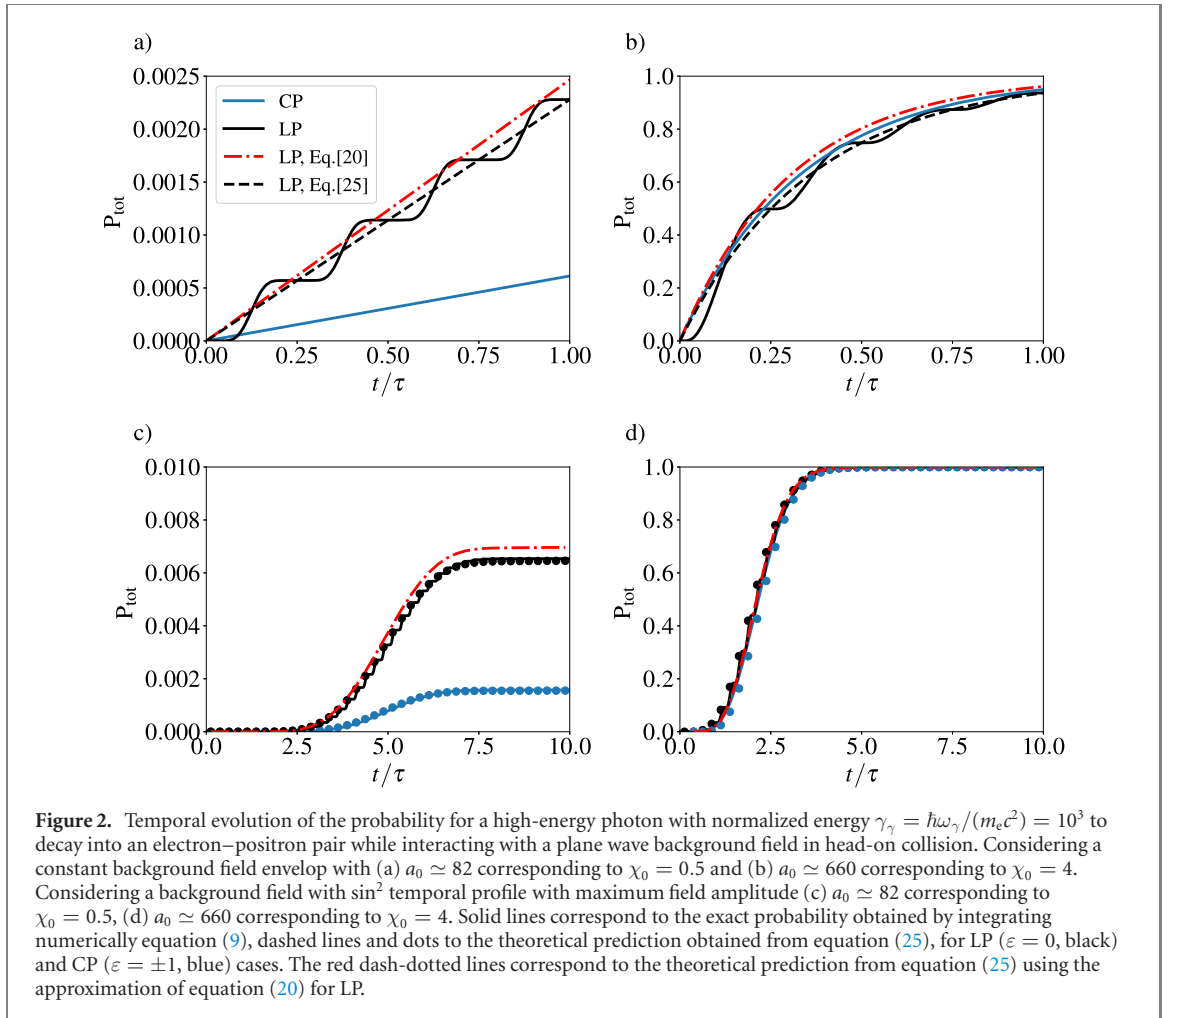 a)
0.0025
0.0020
0.0015
0.0010
0.0005
0.0000
P_tot
CP
LP
LP, Eq.[20]
LP, Eq.[25]
0.00 0.25 0.50 0.75 1.00
t/τ
b)
1.0
0.8
0.6
0.4
0.2
0.0
P_tot
0.00 0.25 0.50 0.75 1.00
t/τ
c)
0.010
0.008
0.006
0.004
0.002
0.000
P_tot
0.0 2.5 5.0 7.5 10.0
t/τ
d)
1.0
0.8
0.6
0.4
0.2
0.0
P_tot
0.0 2.5 5.0 7.5 10.0
t/τ
Figure 2. Temporal evolution of the probability for a high-energy photon with normalized energy γ_γ = ℏω_γ/(m_e c²) = 10³ to
decay into an electron–positron pair while interacting with a plane wave background field in head-on collision. Considering a
constant background field envelop with (a) a₀ ≃ 82 corresponding to χ₀ = 0.5 and (b) a₀ ≃ 660 corresponding to χ₀ = 4.
Considering a background field with sin² temporal profile with maximum field amplitude (c) a₀ ≃ 82 corresponding to
χ₀ = 0.5, (d) a₀ ≃ 660 corresponding to χ₀ = 4. Solid lines correspond to the exact probability obtained by integrating
numerically equation (9), dashed lines and dots to the theoretical prediction obtained from equation (25), for LP (ε = 0, black)
and CP (ε = ±1, blue) cases. The red dash-dotted lines correspond to the theoretical prediction from equation (25) using the
approximation of equation (20) for LP.